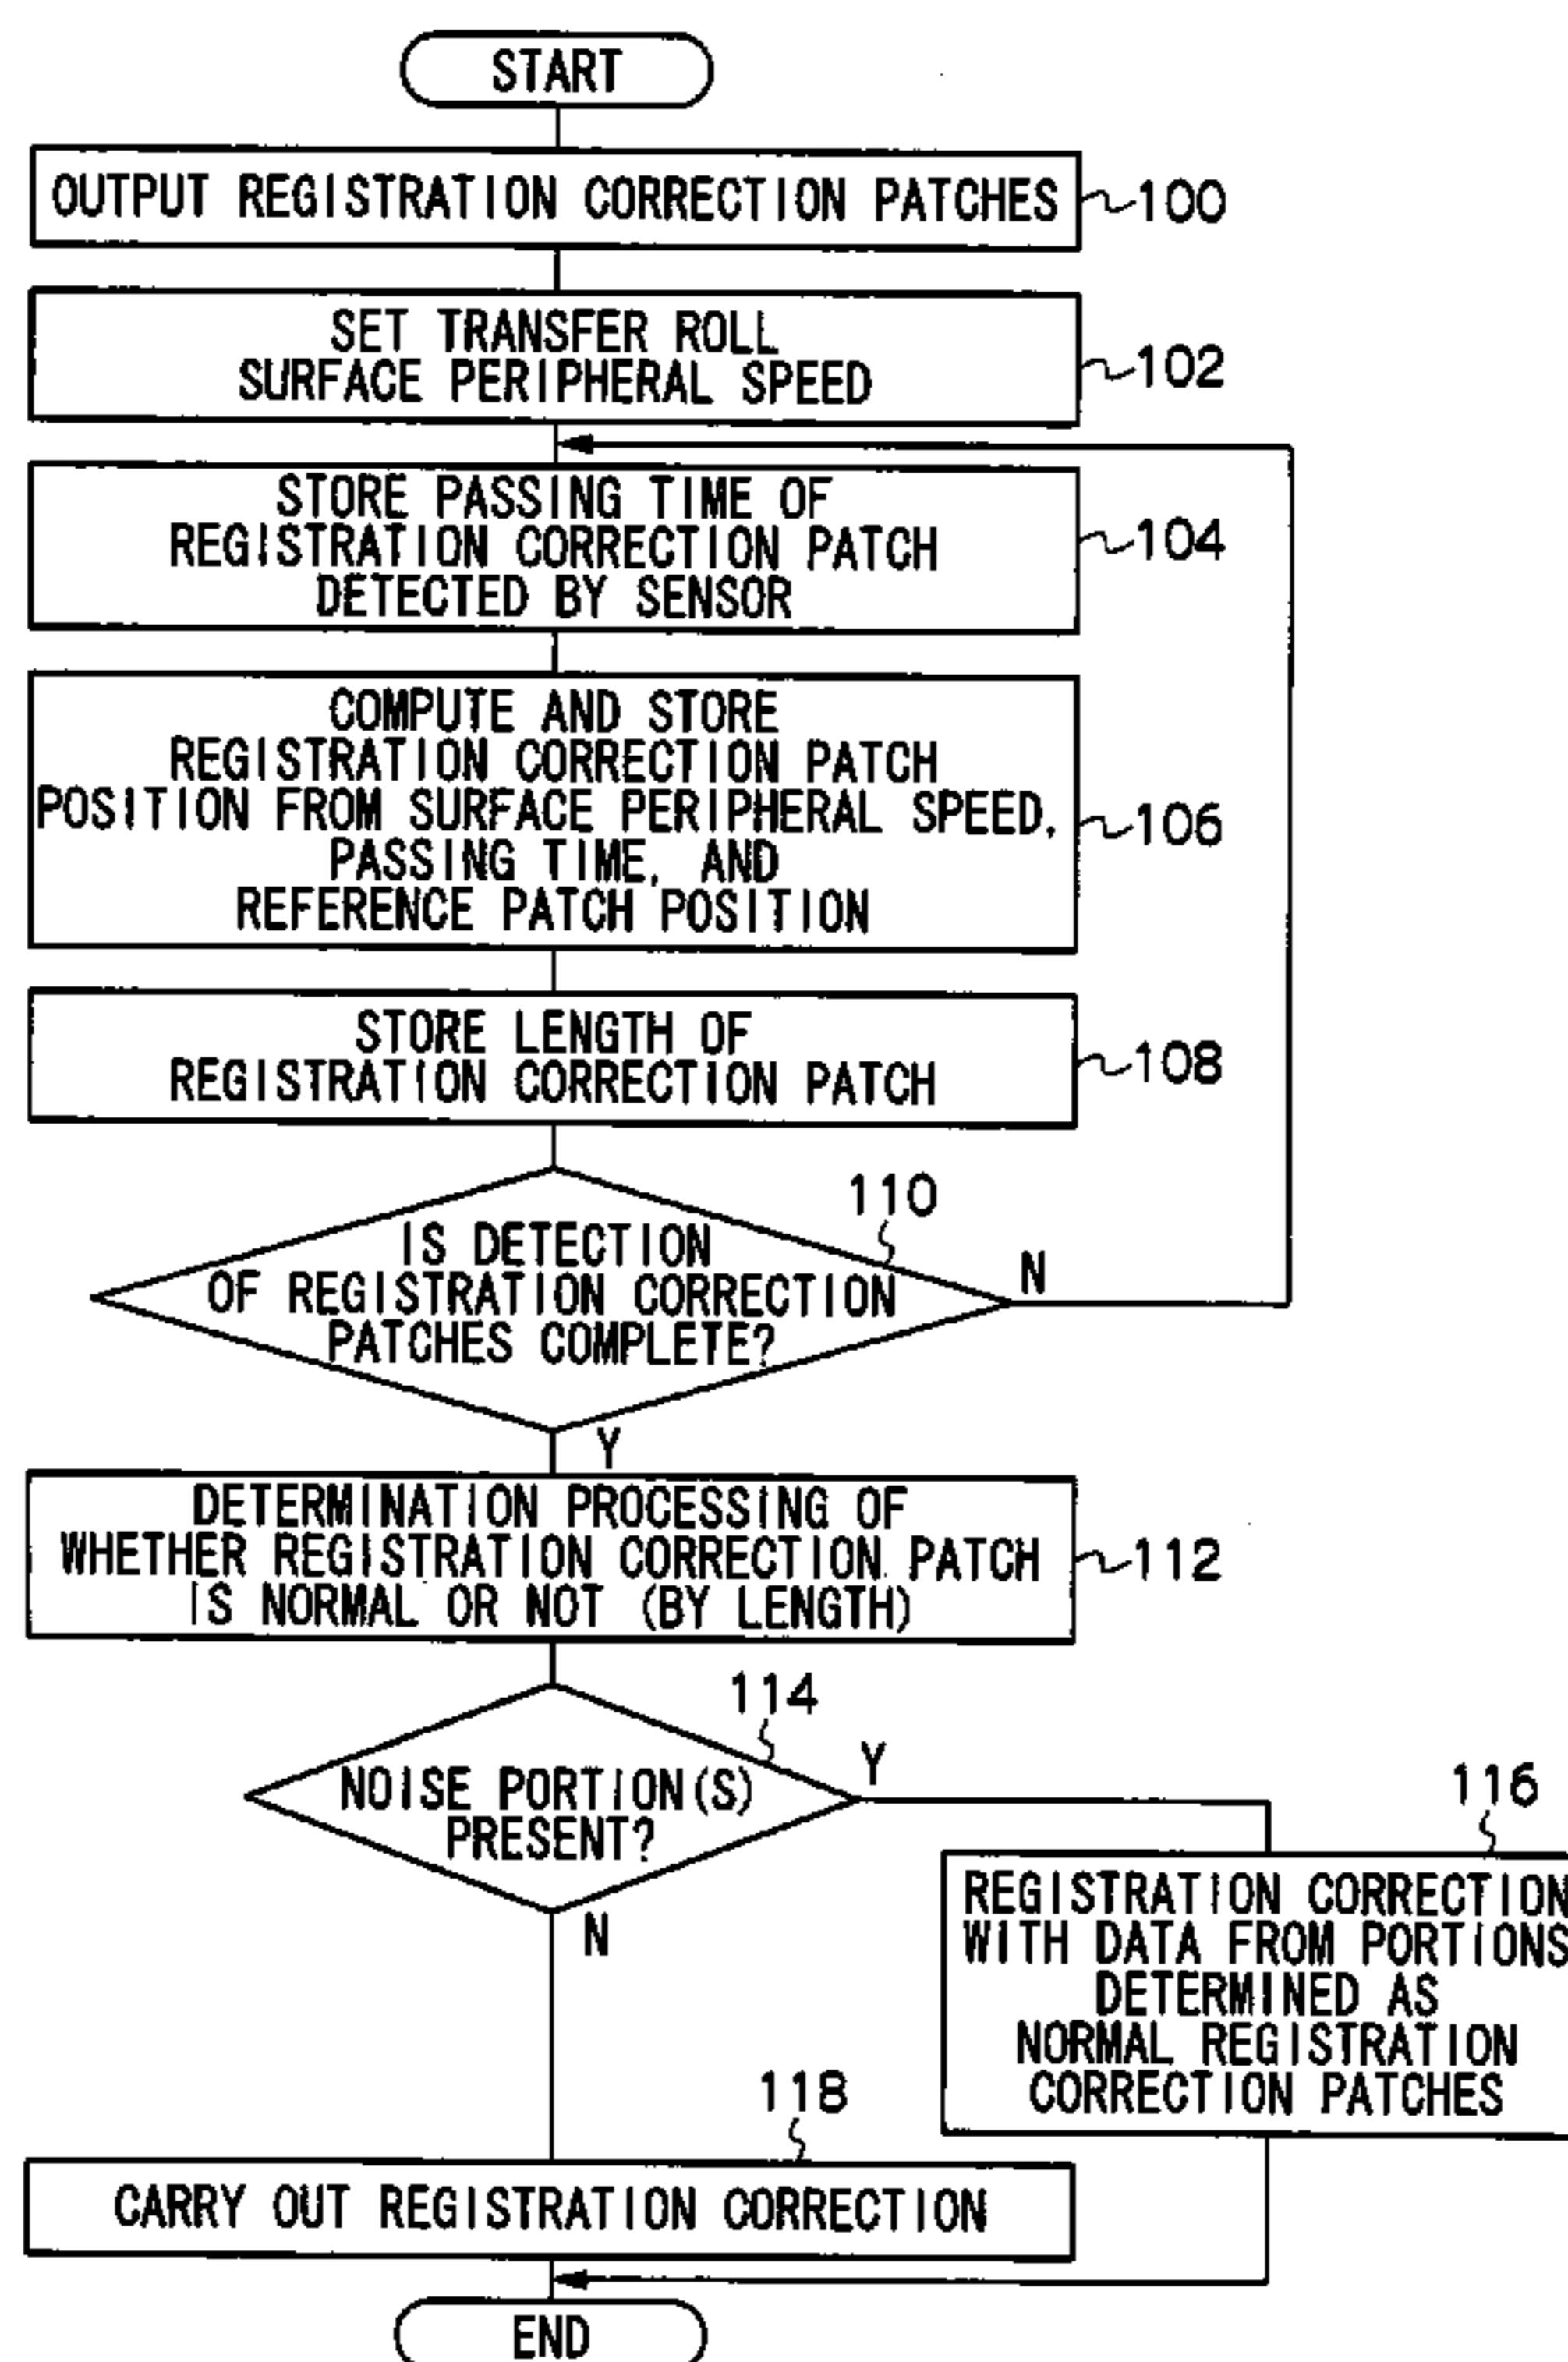 START
OUTPUT REGISTRATION CORRECTION PATCHES
100
SET TRANSFER ROLL
SURFACE PERIPHERAL SPEED
102
STORE PASSING TIME OF
REGISTRATION CORRECTION PATCH
DETECTED BY SENSOR
104
COMPUTE AND STORE
REGISTRATION CORRECTION PATCH
POSITION FROM SURFACE PERIPHERAL SPEED,
PASSING TIME, AND
REFERENCE PATCH POSITION
106
STORE LENGTH OF
REGISTRATION CORRECTION PATCH
108
110
IS DETECTION
OF REGISTRATION CORRECTION
PATCHES COMPLETE?
N
Y
DETERMINATION PROCESSING OF
WHETHER REGISTRATION CORRECTION PATCH
IS NORMAL OR NOT (BY LENGTH)
112
114
NOISE PORTION(S)
PRESENT?
Y
N
116
REGISTRATION CORRECTION
WITH DATA FROM PORTIONS
DETERMINED AS
NORMAL REGISTRATION
CORRECTION PATCHES
118
CARRY OUT REGISTRATION CORRECTION
END